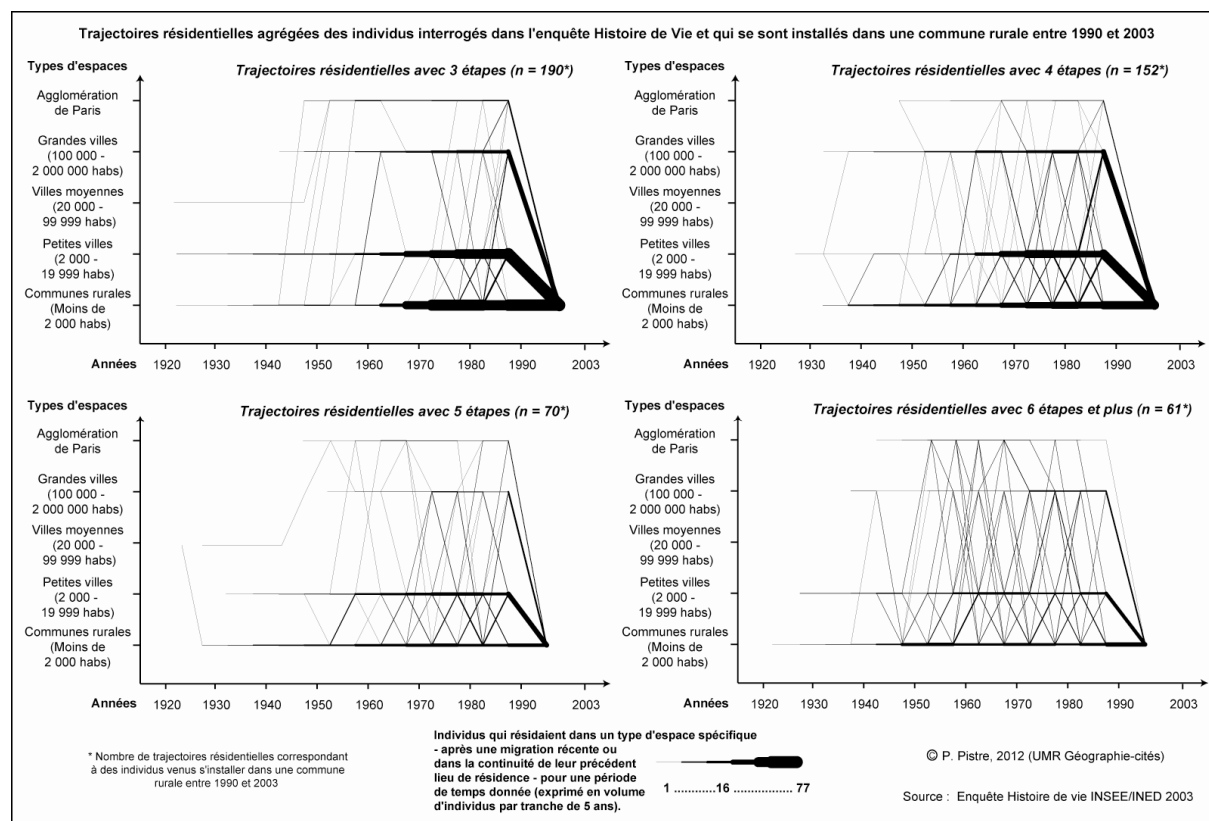 Trajectoires résidentielles agrégées des individus interrogés dans l'enquête Histoire de Vie et qui se sont installés dans une commune rurale entre 1990 et 2003
Types d'espaces
Trajectoires résidentielles avec 3 étapes (n = 190*)
Agglomération
de Paris
Grandes villes
(100 000 -
2 000 000 habs)
Villes moyennes
(20 000 -
99 999 habs)
Petites villes
(2 000 -
19 999 habs)
Communes rurales
(Moins de
2 000 habs)
Années
1920 1930 1940 1950 1960 1970 1980 1990 2003
Types d'espaces
Trajectoires résidentielles avec 4 étapes (n = 152*)
Agglomération
de Paris
Grandes villes
(100 000 -
2 000 000 habs)
Villes moyennes
(20 000 -
99 999 habs)
Petites villes
(2 000 -
19 999 habs)
Communes rurales
(Moins de
2 000 habs)
Années
1920 1930 1940 1950 1960 1970 1980 1990 2003
Types d'espaces
Trajectoires résidentielles avec 5 étapes (n = 70*)
Agglomération
de Paris
Grandes villes
(100 000 -
2 000 000 habs)
Villes moyennes
(20 000 -
99 999 habs)
Petites villes
(2 000 -
19 999 habs)
Communes rurales
(Moins de
2 000 habs)
Années
1920 1930 1940 1950 1960 1970 1980 1990 2003
Types d'espaces
Trajectoires résidentielles avec 6 étapes et plus (n = 61*)
Agglomération
de Paris
Grandes villes
(100 000 -
2 000 000 habs)
Villes moyennes
(20 000 -
99 999 habs)
Petites villes
(2 000 -
19 999 habs)
Communes rurales
(Moins de
2 000 habs)
Années
1920 1930 1940 1950 1960 1970 1980 1990 2003
* Nombre de trajectoires résidentielles correspondant
à des individus venus s'installer dans une commune
rurale entre 1990 et 2003
Individus qui résidaient dans un type d'espace spécifique
- après une migration récente ou
dans la continuité de leur précédent
lieu de résidence - pour une période
de temps donnée (exprimé en volume
d'individus par tranche de 5 ans).
1 ............16 ................. 77
© P. Pistre, 2012 (UMR Géographie-cités)
Source : Enquête Histoire de vie INSEE/INED 2003